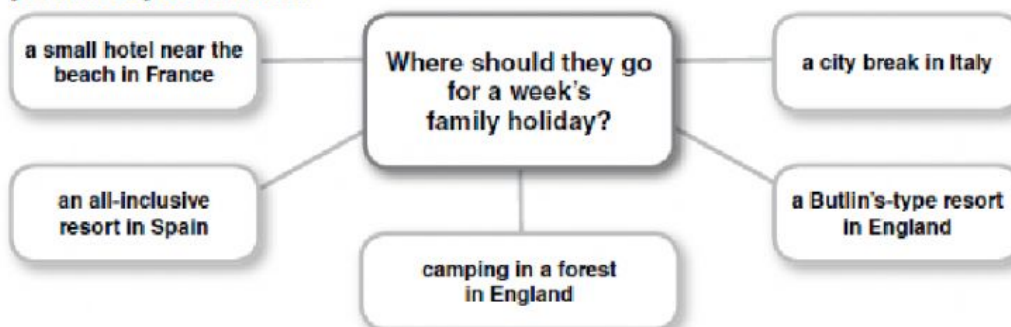 a small hotel near the
beach in France
Where should they go
for a week's
family holiday?
a city break in Italy
an all-inclusive
resort in Spain
a Butlin's-type resort
in England
camping in a forest
in England